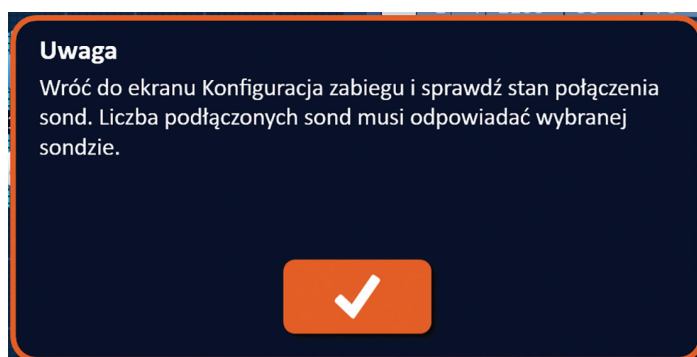 Uwaga
Wróć do ekranu Konfiguracja zabiegu i sprawdź stan połączenia
sond. Liczba podłączonych sond musi odpowiadać wybranej
sondzie.